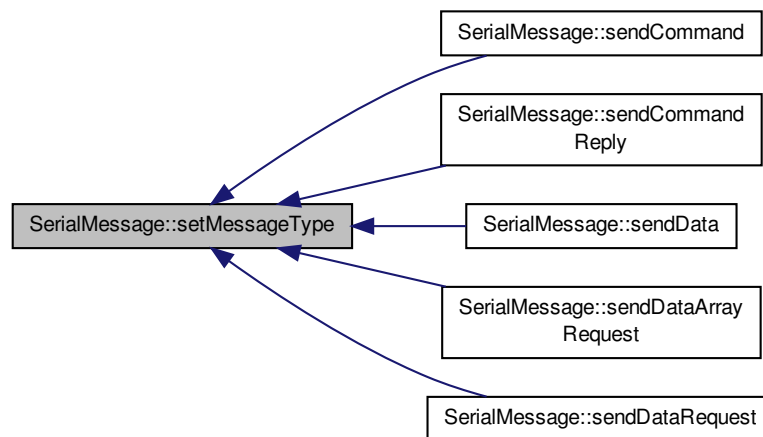 SerialMessage::sendCommand
SerialMessage::sendCommand
Reply
SerialMessage::setMessageType
SerialMessage::sendData
SerialMessage::sendDataArray
Request
SerialMessage::sendDataRequest